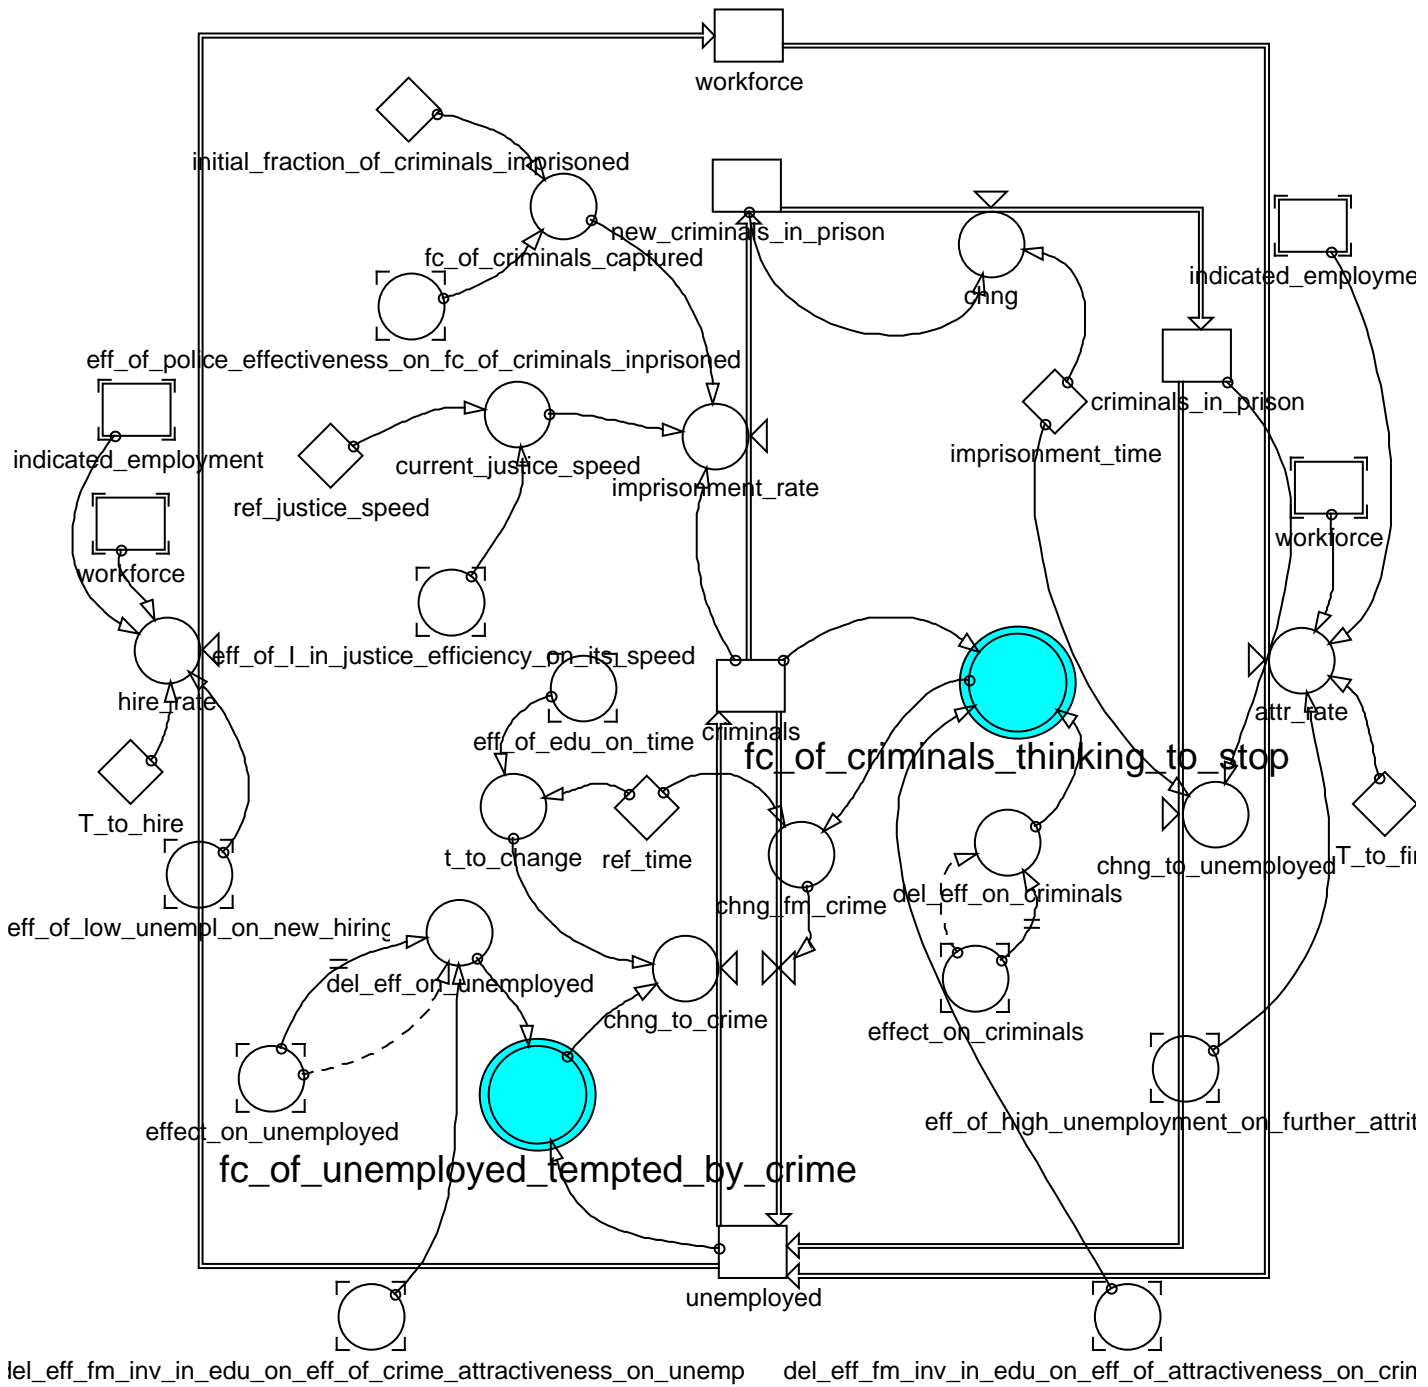 workforce
initial_fraction_of_criminals_imprisoned
new_criminals_in_prison
fc_of_criminals_captured
chng
indicated_employme
eff_of_police_effectiveness_on_fc_of_criminals_inprisoned
criminals_in_prison
indicated_employment
current_justice_speed
imprisonment_time
imprisonment_rate
ref_justice_speed
workforce
workforce
eff_of_I_in_justice_efficiency_on_its_speed
hire_rate
attr_rate
criminals
eff_of_edu_on_time
fc_of_criminals_thinking_to_stop
T_to_hire
t_to_change
ref_time
chng_to_unemployed
T_to_fir
del_eff_on_criminals
chng_fm_crime
eff_of_low_unempl_on_new_hiring
del_eff_on_unemployed
chng_to_crime
effect_on_criminals
effect_on_unemployed
eff_of_high_unemployment_on_further_attrit
fc_of_unemployed_tempted_by_crime
unemployed
del_eff_fm_inv_in_edu_on_eff_of_crime_attractiveness_on_unemp
del_eff_fm_inv_in_edu_on_eff_of_attractiveness_on_crim